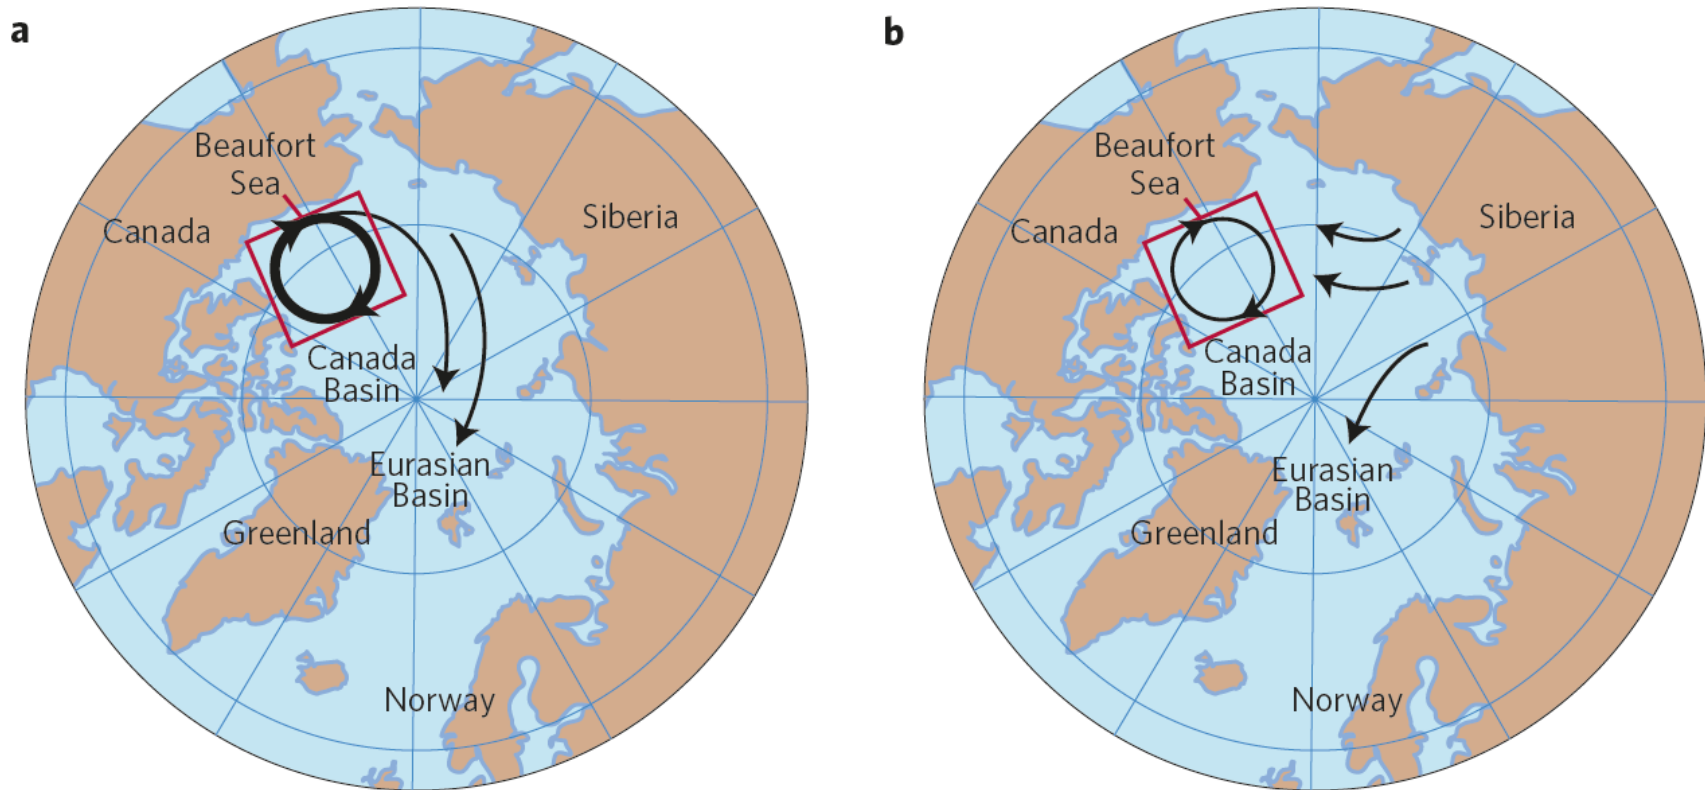 a
Beaufort
Sea
Canada
Siberia
Canada
Basin
Eurasian
Basin
Greenland
Norway
b
Beaufort
Sea
Canada
Siberia
Canada
Basin
Eurasian
Basin
Greenland
Norway